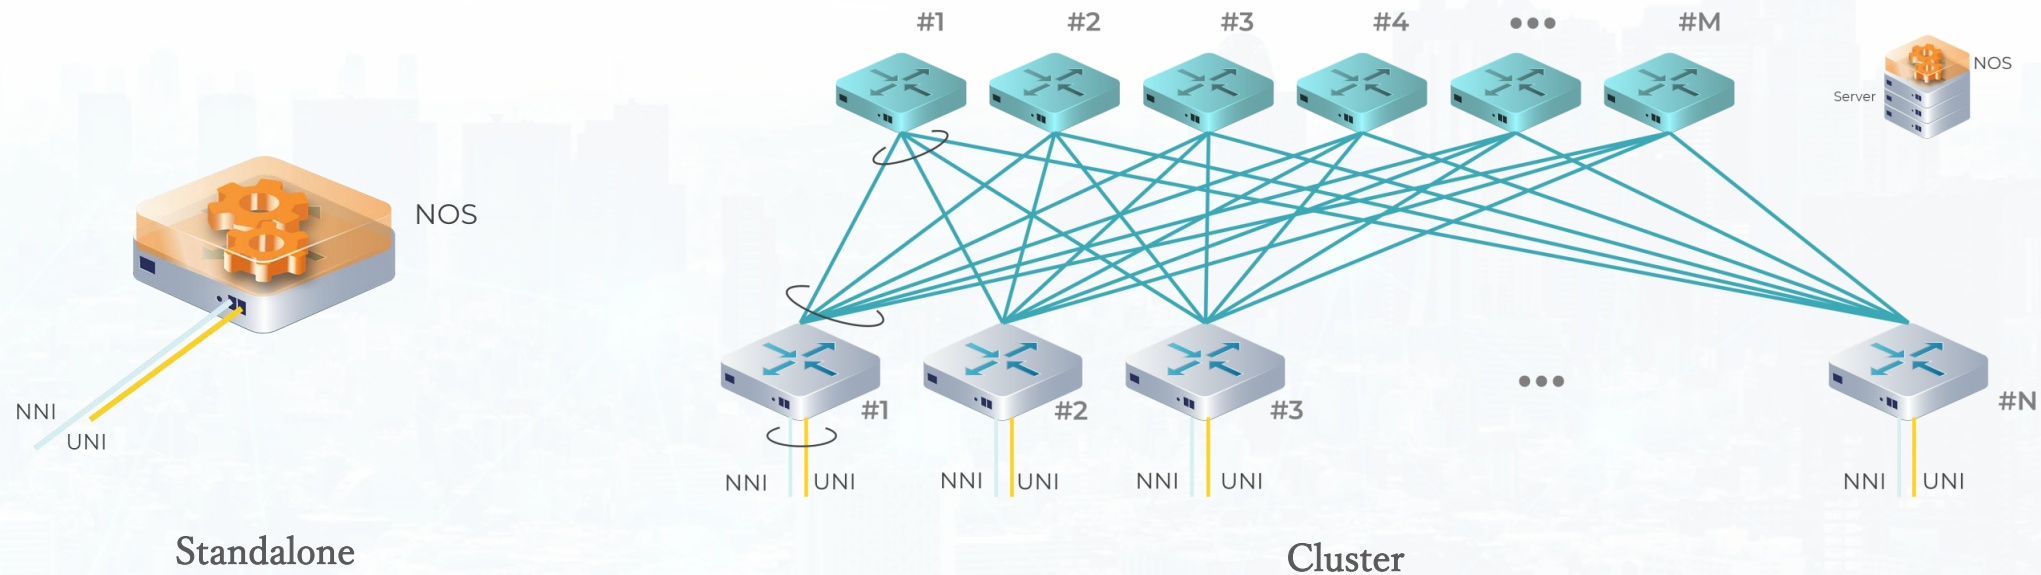 #1 #2 #3 #4 ••• #M
NOS
Server
NOS
NNI
UNI
#1 #2 #3 ••• #N
NNI UNI NNI UNI NNI UNI NNI UNI
Standalone
Cluster